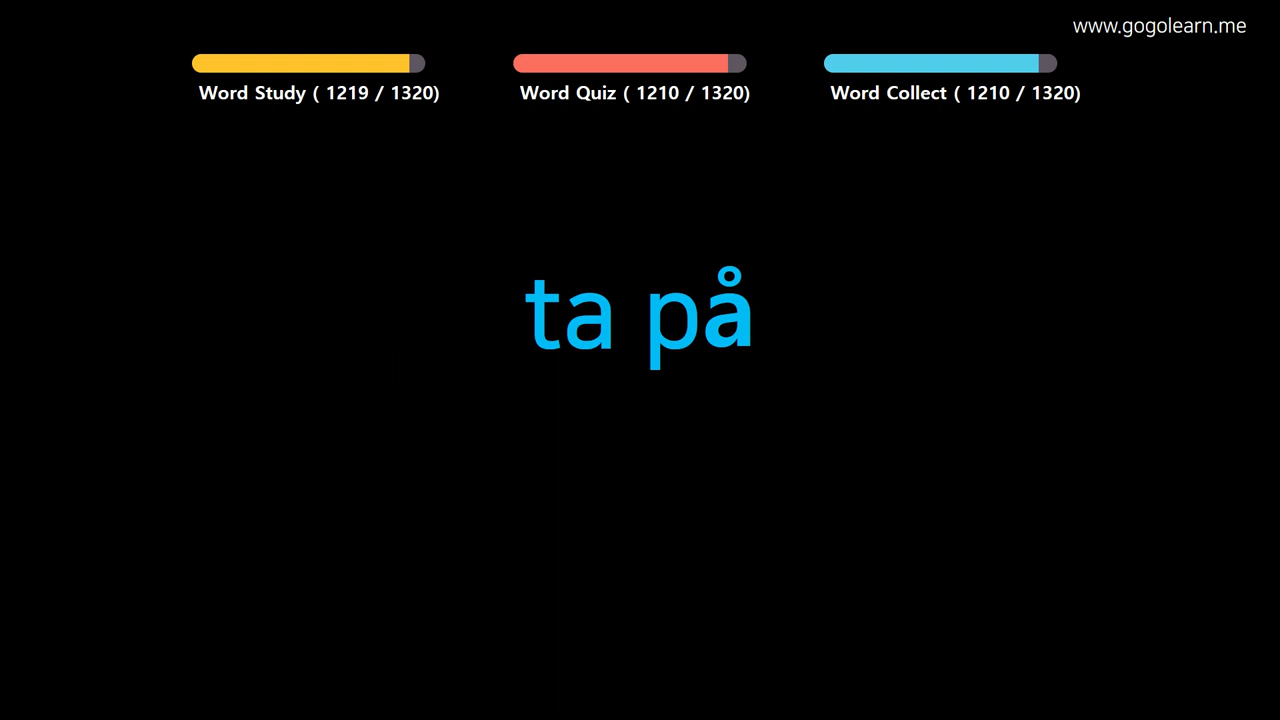 www.gogolearn.me
Word Study ( 1219 / 1320)
Word Quiz ( 1210 / 1320)
Word Collect ( 1210 / 1320)
ta på